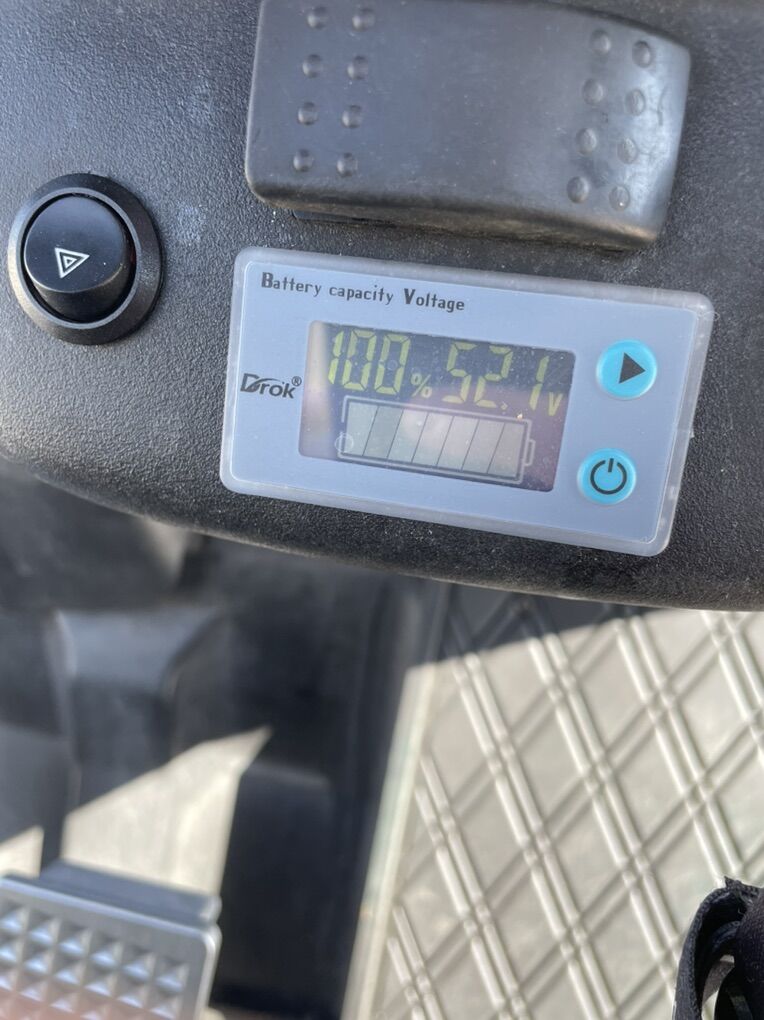 Battery capacity Voltage
Drok®
100% 52.1V